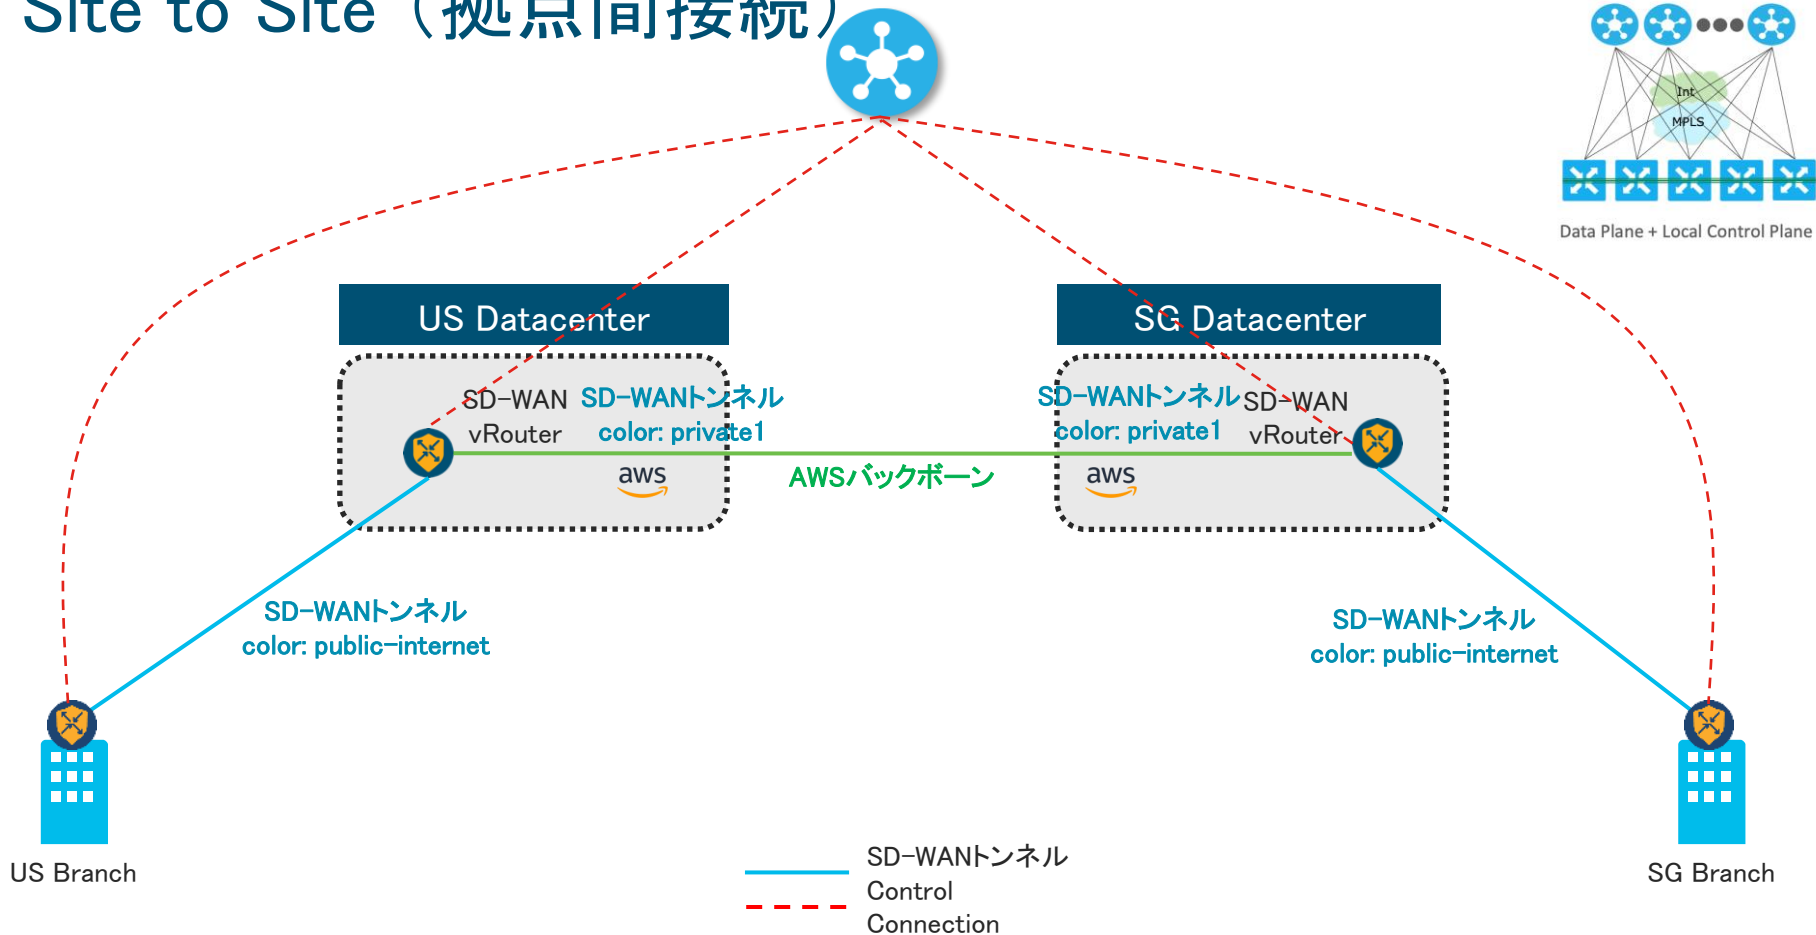 Site to Site（拠点間接続）
Int
MPLS
Data Plane + Local Control Plane
US Datacenter
SG Datacenter
SD-WAN
vRouter
SD-WANトンネル
color: private1
aws
AWSバックボーン
SD-WANトンネル
color: private1
SD-WAN
vRouter
aws
SD-WANトンネル
color: public-internet
SD-WANトンネル
color: public-internet
US Branch
SG Branch
SD-WANトンネル
Control
Connection